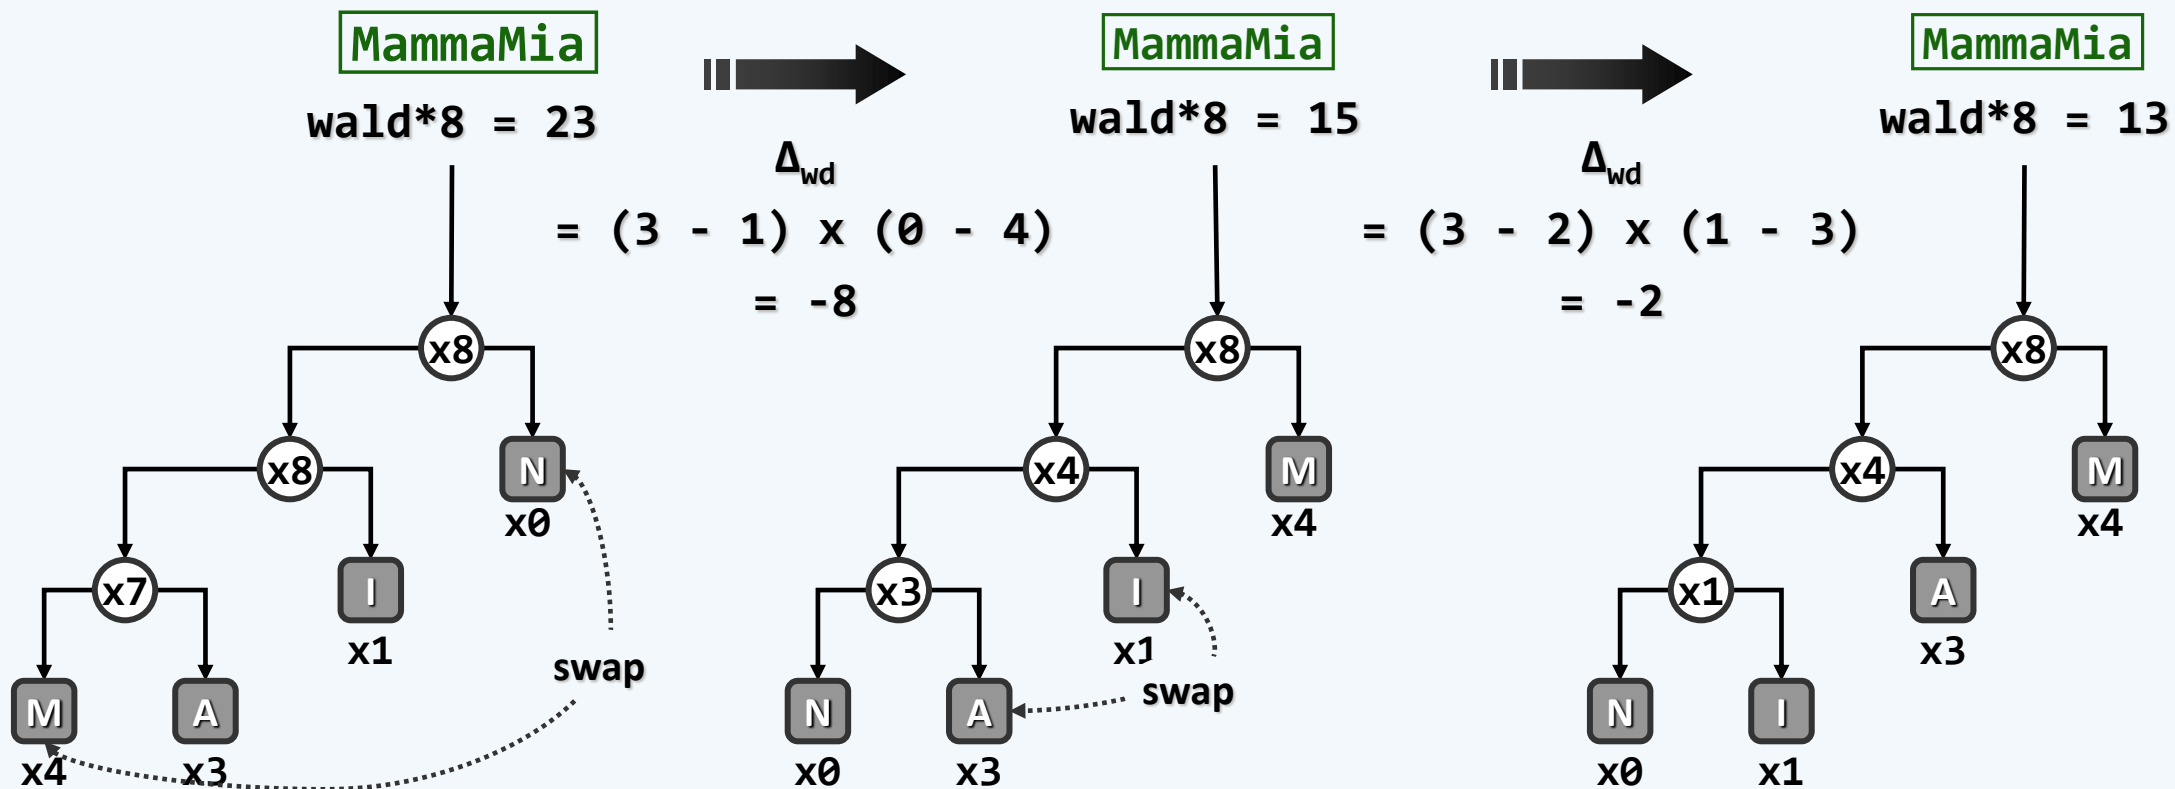 MammaMia
wald*8 = 23
Δwd
= (3 - 1) x (0 - 4)
= -8
MammaMia
wald*8 = 15
Δwd
= (3 - 2) x (1 - 3)
= -2
MammaMia
wald*8 = 13
x8
x8
N
x0
x7
I
x1
M
x4
A
x3
swap
x8
x4
M
x4
x3
I
x1
N
x0
A
x3
swap
x8
x4
M
x4
x1
A
x3
N
x0
I
x1